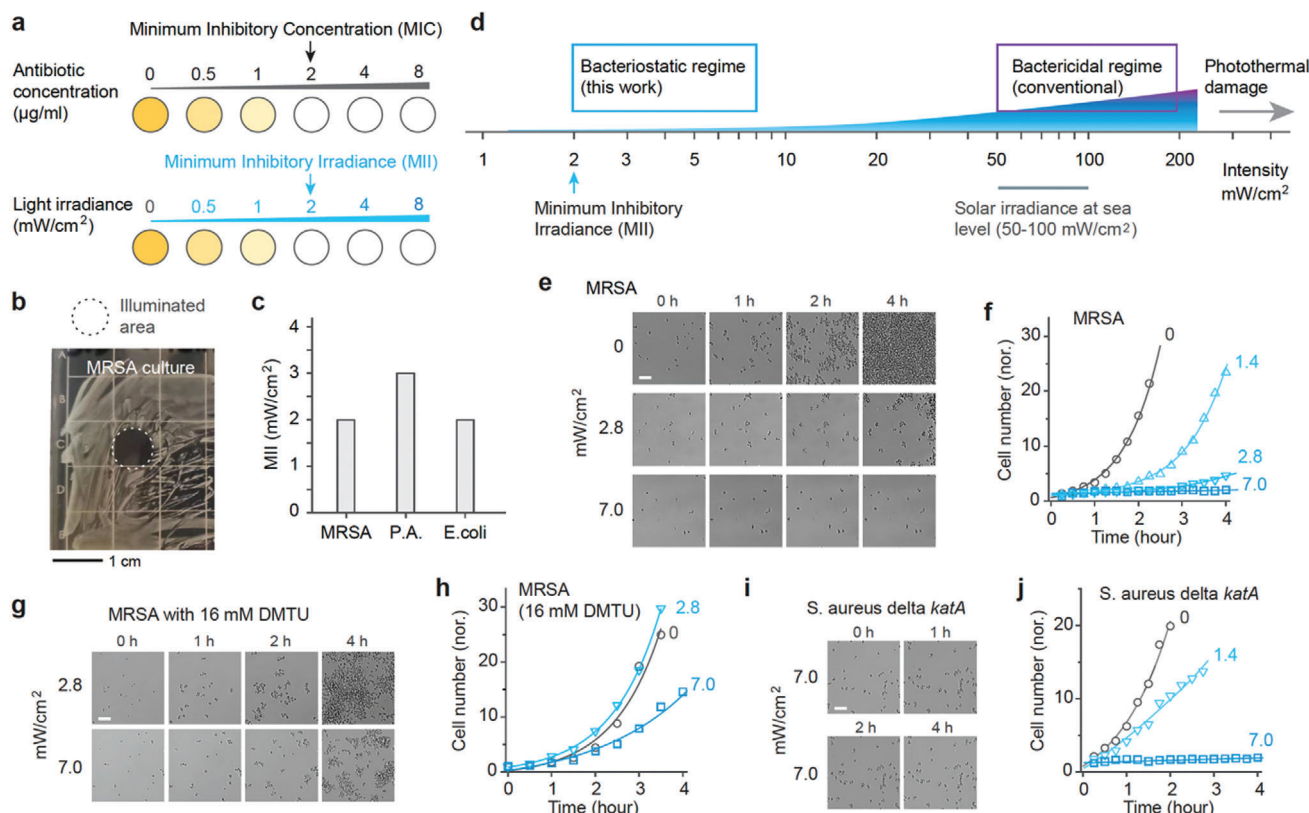 a
Minimum Inhibitory Concentration (MIC)
Antibiotic
concentration
(μg/ml)
0 0.5 1 2 4 8
Minimum Inhibitory Irradiance (MII)
Light irradiance
(mW/cm²)
0 0.5 1 2 4 8
d
Bacteriostatic regime
(this work)
Bactericidal regime
(conventional)
Photothermal
damage
1 2 3 5 10 20 50 100 200
Intensity
mW/cm²
Minimum Inhibitory
Irradiance (MII)
Solar irradiance at sea
level (50-100 mW/cm²)
b
Illuminated
area
MRSA culture
A
B
C
D
1 cm
c
MII (mW/cm²)
4
3
2
1
0
MRSA P.A. E.coli
e
MRSA
0 h 1 h 2 h 4 h
mW/cm²
0
2.8
7.0
f
MRSA
Cell number (nor.)
30
20
10
0
0
1.4
2.8
7.0
0 1 2 3 4
Time (hour)
g
MRSA with 16 mM DMTU
0 h 1 h 2 h 4 h
mW/cm²
2.8
7.0
h
MRSA
(16 mM DMTU)
Cell number (nor.)
30
20
10
0
2.8
0
7.0
0 1 2 3 4
Time (hour)
i
S. aureus delta katA
0 h 1 h
mW/cm²
7.0
2 h 4 h
7.0
j
S. aureus delta katA
Cell number (nor.)
30
20
10
0
0
1.4
7.0
0 1 2 3 4
Time (hour)